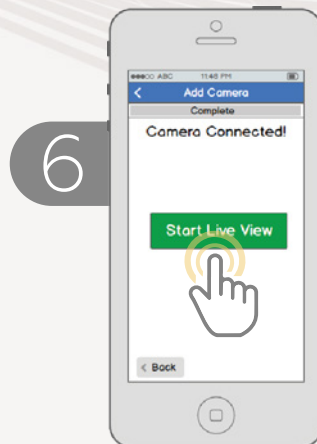 6
ABC 11:48 PM
Add Camera
Complete
Camera Connected!
Start Live View
< Back